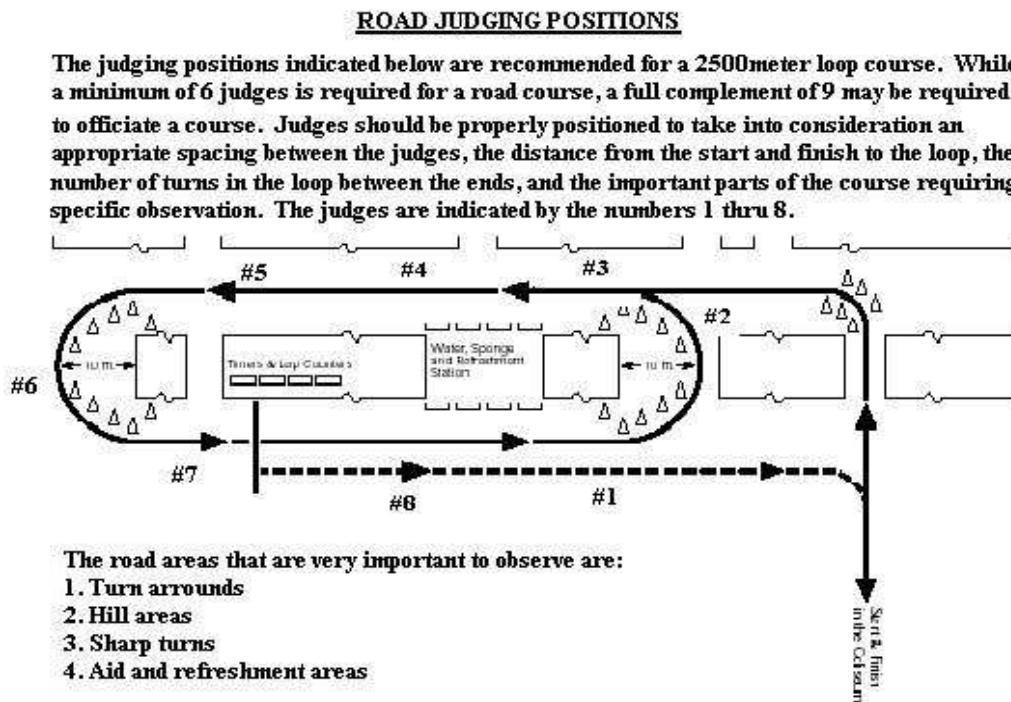 ROAD JUDGING POSITIONS
The judging positions indicated below are recommended for a 2500meter loop course. While
a minimum of 6 judges is required for a road course, a full complement of 9 may be required
to officiate a course. Judges should be properly positioned to take into consideration an
appropriate spacing between the judges, the distance from the start and finish to the loop, the
number of turns in the loop between the ends, and the important parts of the course requiring
specific observation. The judges are indicated by the numbers 1 thru 8.
#5
#4
#3
#2
Timers & Lap Counters
Water, Sponge
and Refreshment
Station
10 m.
10 m.
#6
#7
#8
#1
Start & Finish
in the Coliseum
The road areas that are very important to observe are:
1. Turn arrounds
2. Hill areas
3. Sharp turns
4. Aid and refreshment areas